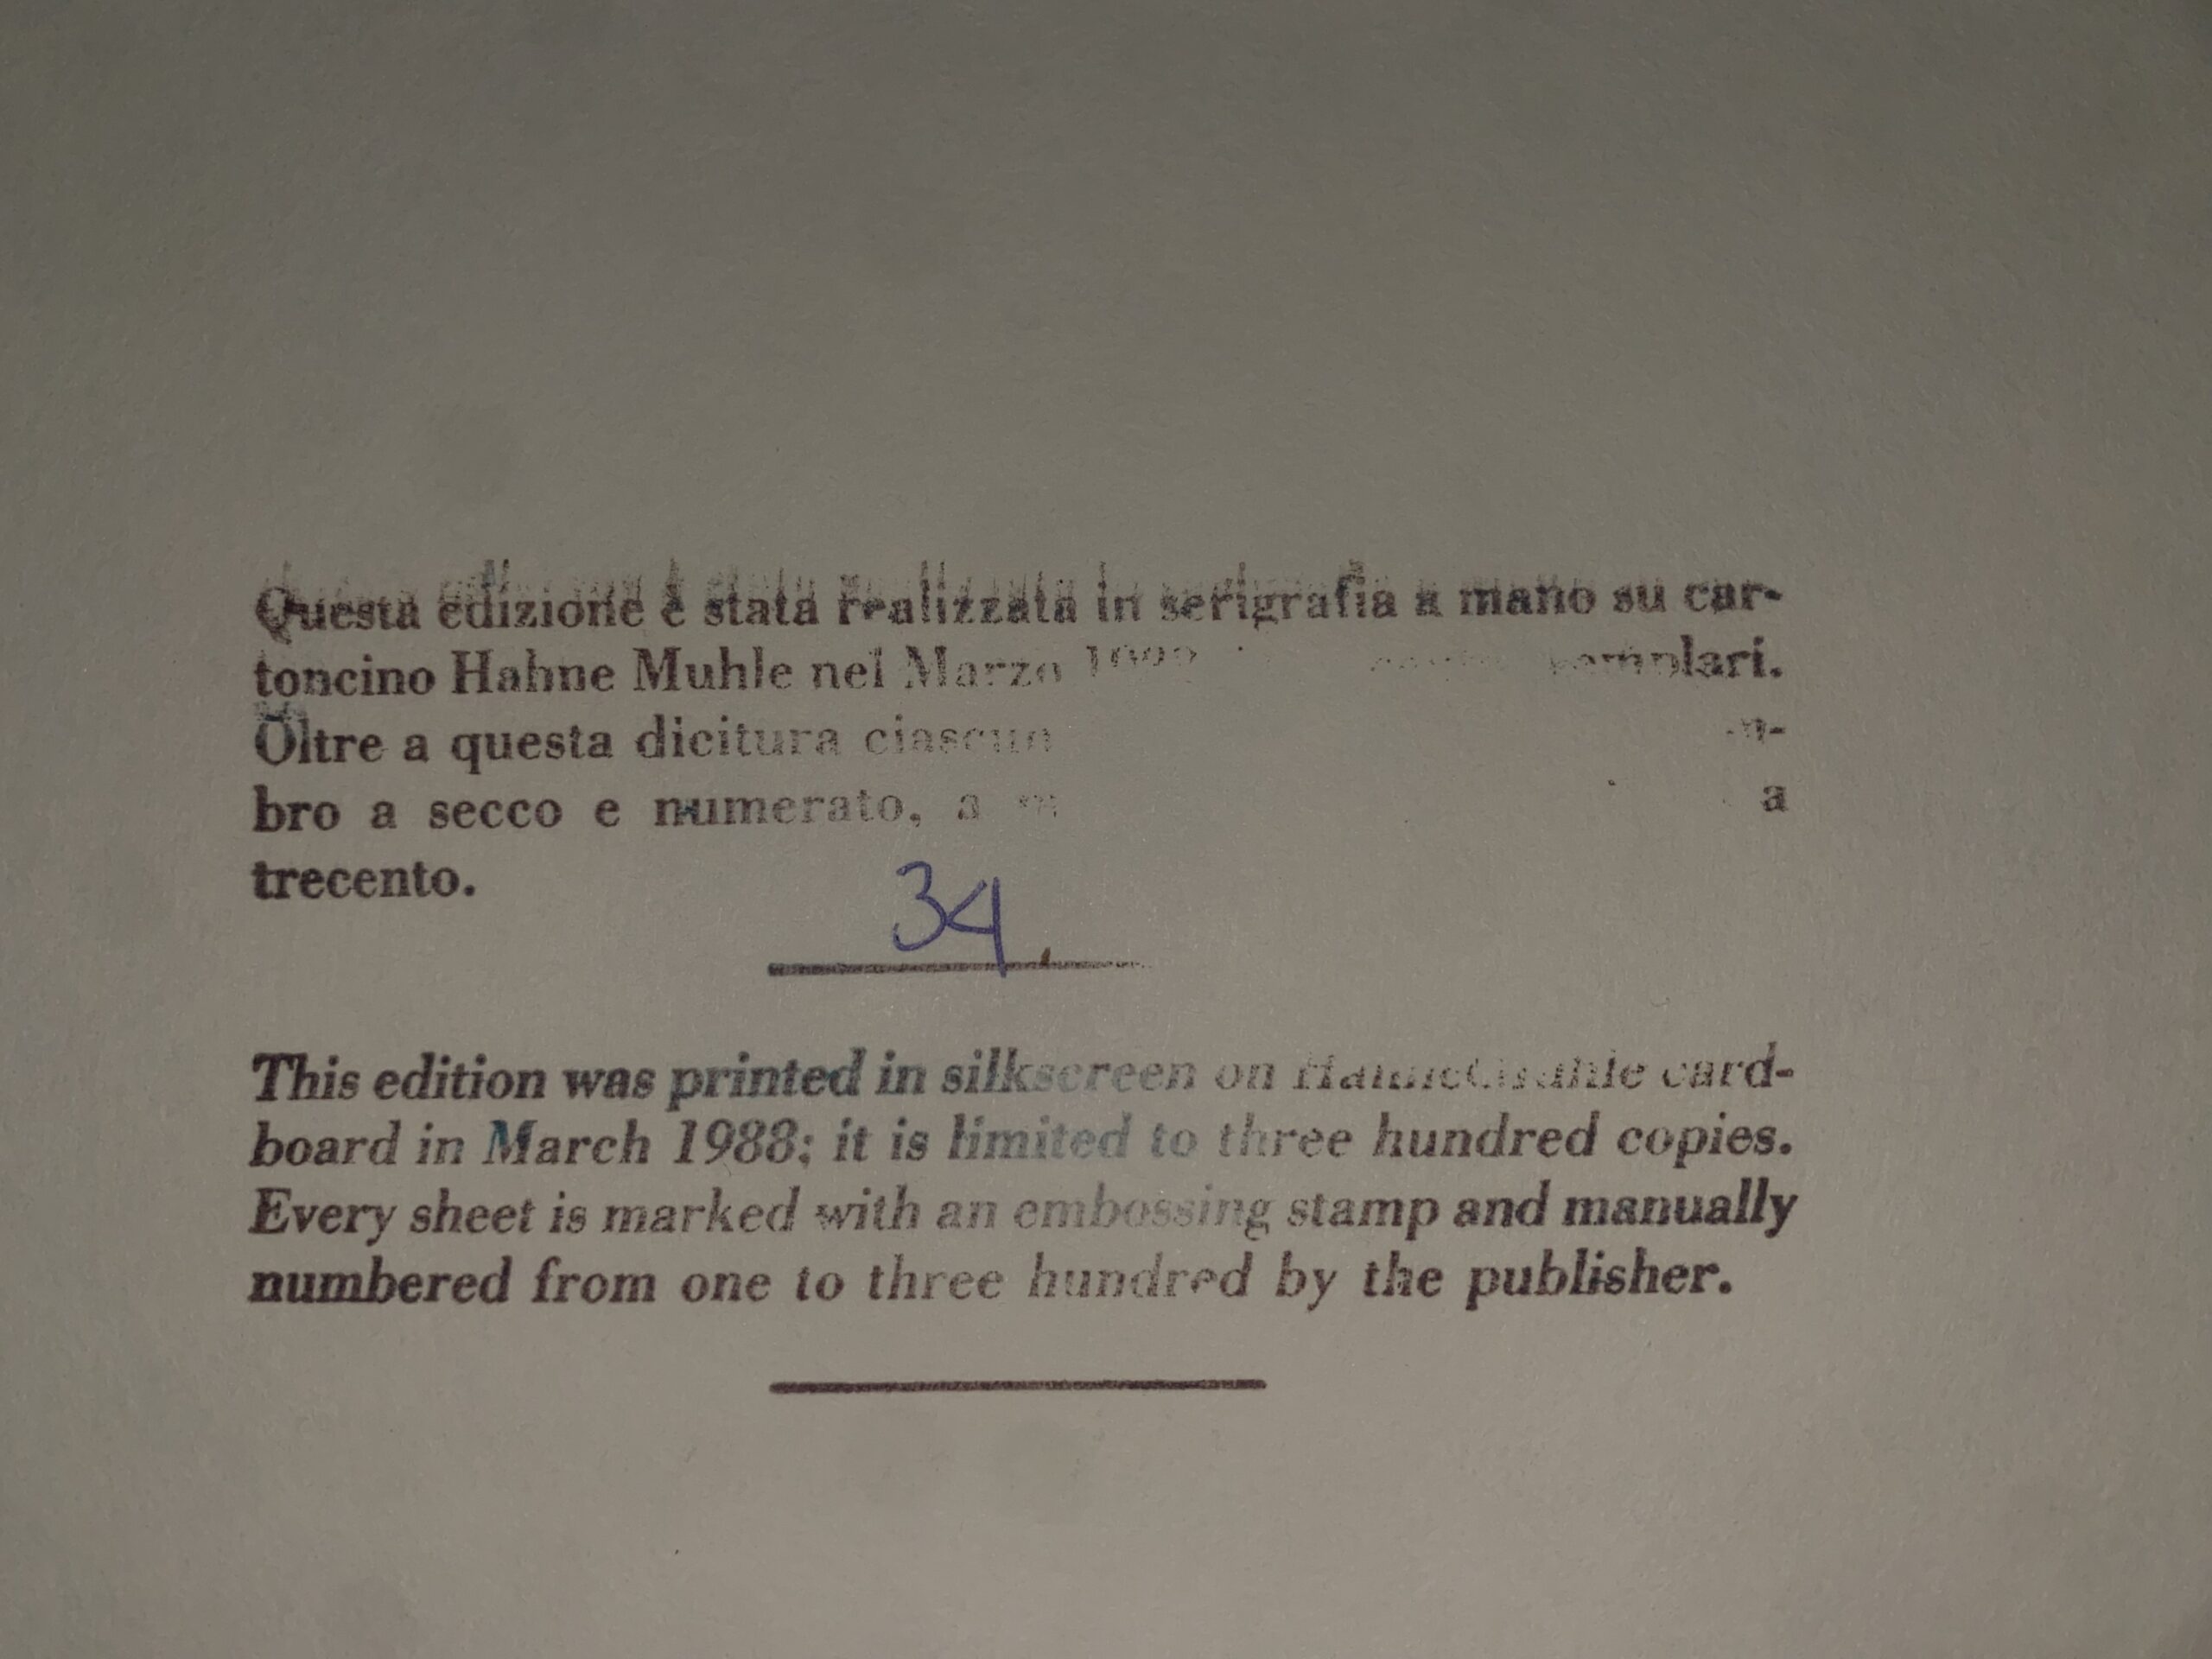 Questa edizione è stata realizzata in serigrafia a mano su car-
toncino Hahne Muhle nel Marzo
Oltre a questa dicitura
bro a secco e numerato, a a
trecento.
34
This edition was printed in silkscreen on card-
board in March 1988; it is limited to three hundred copies.
Every sheet is marked with an embossing stamp and manually
numbered from one to three hundred by the publisher.